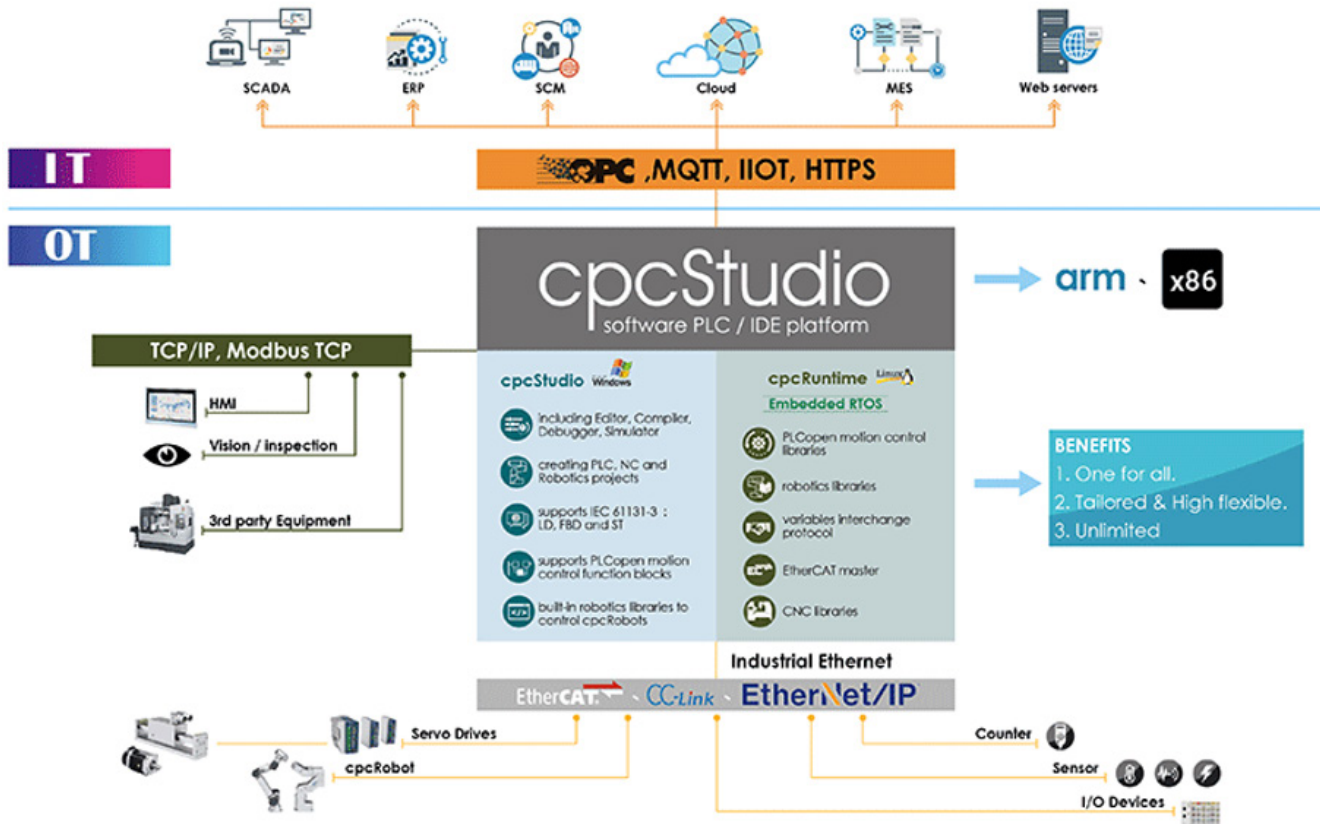 SCADA
ERP
SCM
Cloud
MES
Web servers
IT
OPC ,MQTT, IIOT, HTTPS
OT
cpcStudio
software PLC / IDE platform
arm 、 x86
TCP/IP, Modbus TCP
HMI
Vision / inspection
3rd party Equipment
cpcStudio Windows
including Editor, Compiler,
Debugger, Simulator
creating PLC, NC and
Robotics projects
supports IEC 61131-3 :
LD, FBD and ST
supports PLCopen motion
control function blocks
built-in robotics libraries to
control cpcRobots
cpcRuntime Linux
Embedded RTOS
PLCopen motion control
libraries
robotics libraries
variables interchange
protocol
EtherCAT master
CNC libraries
BENEFITS
1. One for all.
2. Tailored & High flexible.
3. Unlimited
Industrial Ethernet
EtherCAT® 、 CC-Link 、 EtherNet/IP
Servo Drives
cpcRobot
Counter
Sensor
I/O Devices